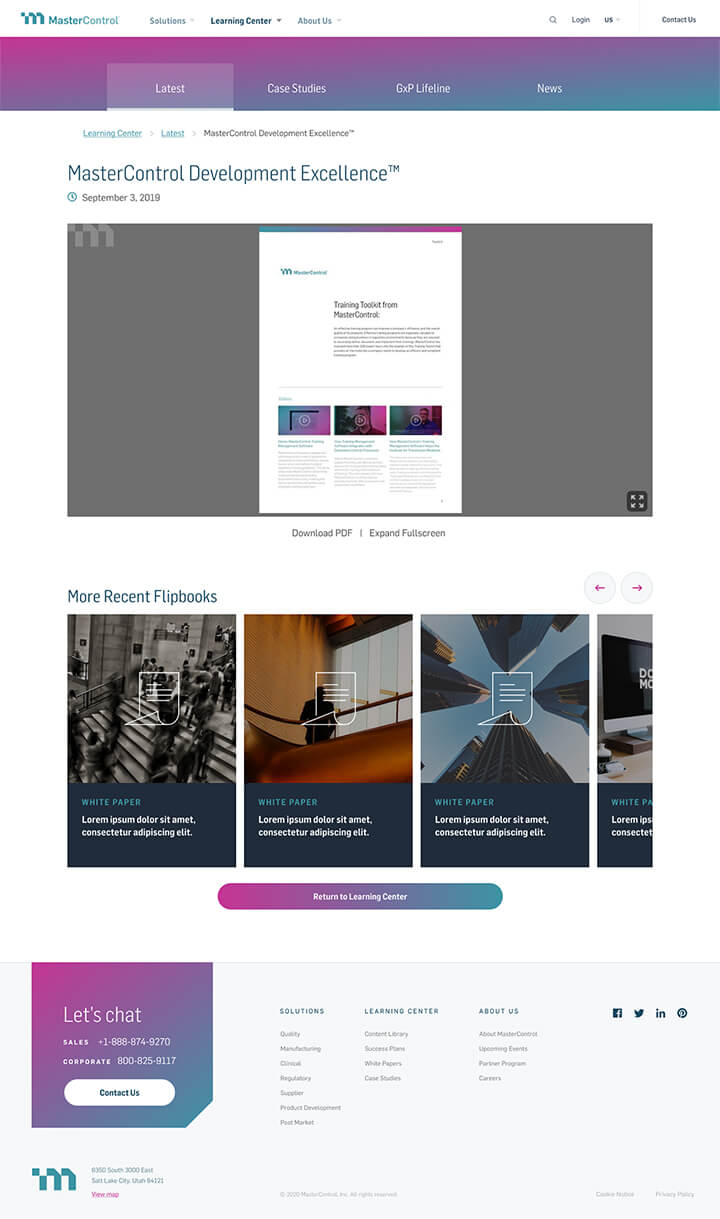 MasterControl
Solutions
Learning Center
About Us
Login
US
Contact Us
Latest
Case Studies
GxP Lifeline
News
Learning Center > Latest > MasterControl Development Excellence™
MasterControl Development Excellence™
September 3, 2019
Toolkit
MasterControl
Training Toolkit from
MasterControl:
Download PDF | Expand Fullscreen
More Recent Flipbooks
WHITE PAPER
Lorem ipsum dolor sit amet,
consectetur adipiscing elit.
WHITE PAPER
Lorem ipsum dolor sit amet,
consectetur adipiscing elit.
WHITE PAPER
Lorem ipsum dolor sit amet,
consectetur adipiscing elit.
DO
MO
WHITE PA
Lorem ips
consectet
Return to Learning Center
Let's chat
SALES +1-888-874-9270
CORPORATE 800-825-9117
Contact Us
SOLUTIONS
Quality
Manufacturing
Clinical
Regulatory
Supplier
Product Development
Post Market
LEARNING CENTER
Content Library
Success Plans
White Papers
Case Studies
ABOUT US
About MasterControl
Upcoming Events
Partner Program
Careers
6350 South 3000 East
Salt Lake City, Utah 84121
View map
© 2020 MasterControl, Inc. All rights reserved.
Cookie Notice
Privacy Policy